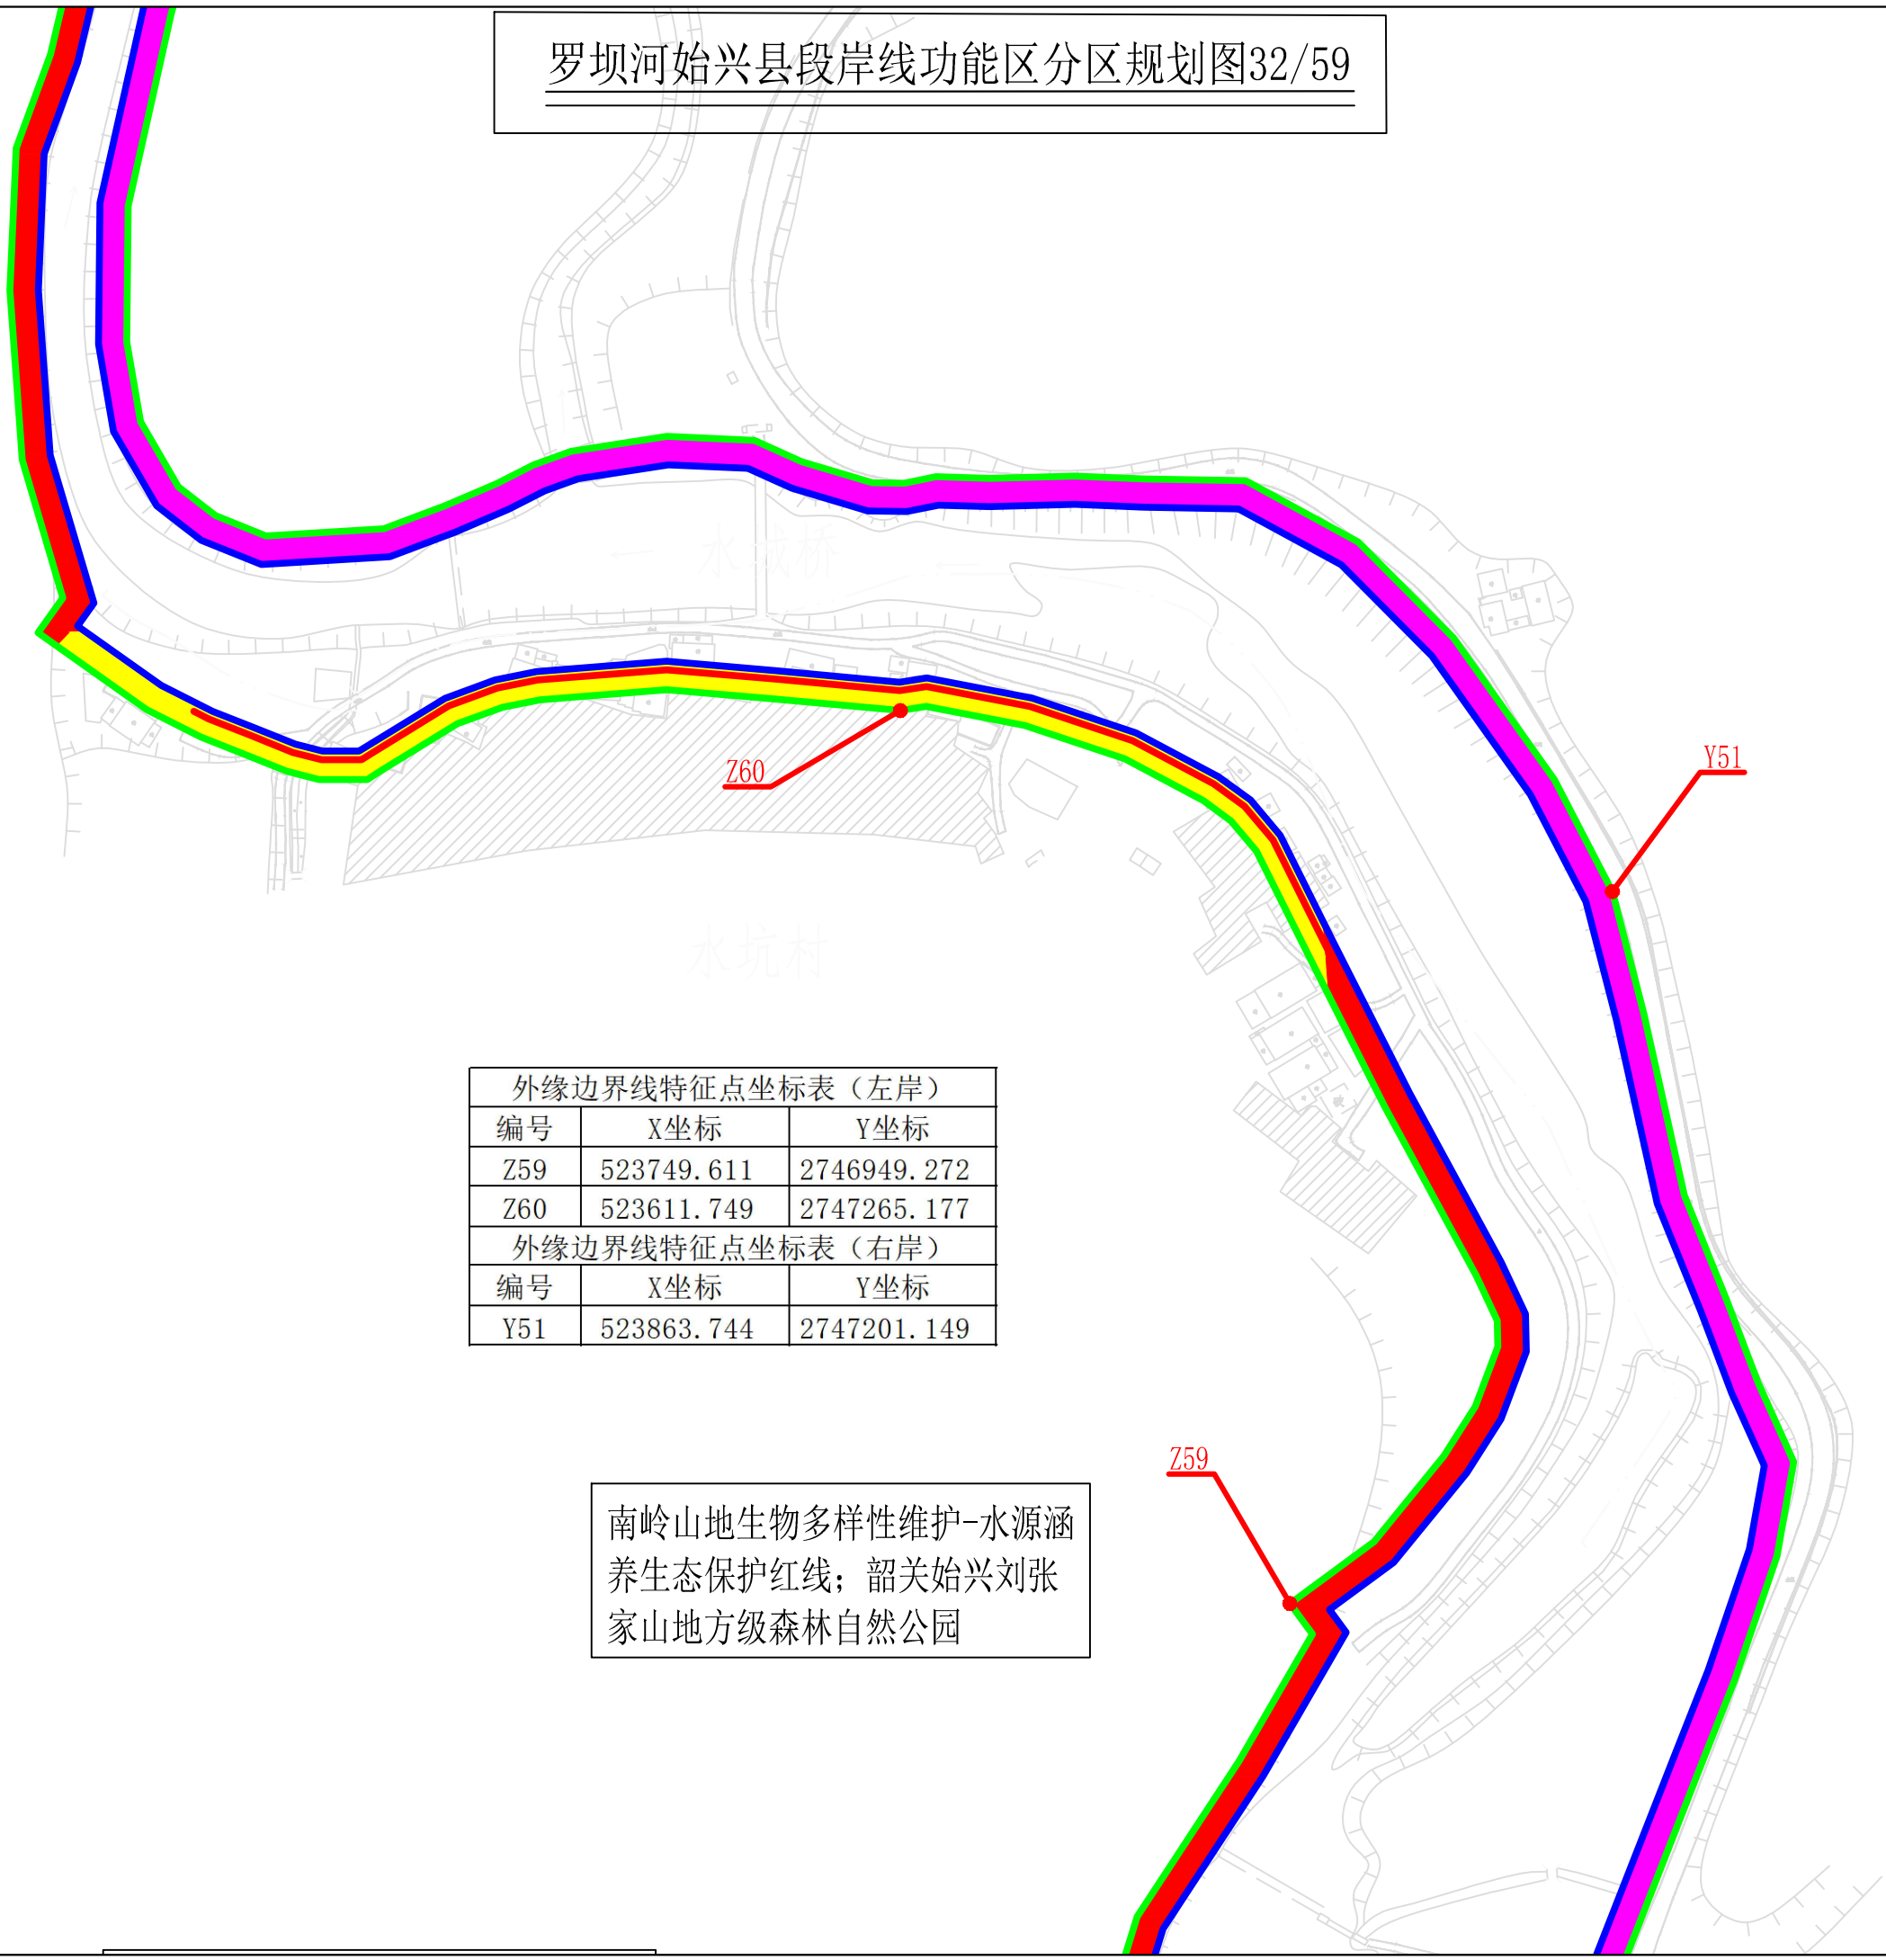 罗坝河始兴县段岸线功能区分区规划图32/59
水坑村
Z60
Y51
外缘边界线特征点坐标表（左岸）
编号 X坐标 Y坐标
Z59 523749.611 2746949.272
Z60 523611.749 2747265.177
外缘边界线特征点坐标表（右岸）
编号 X坐标 Y坐标
Y51 523863.744 2747201.149
Z59
南岭山地生物多样性维护-水源涵
养生态保护红线；韶关始兴刘张
家山地方级森林自然公园